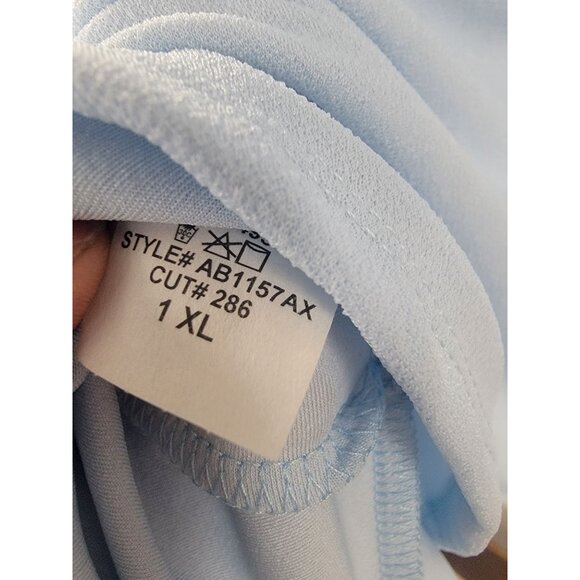 STYLE# AB1157AX
CUT# 286
1 XL